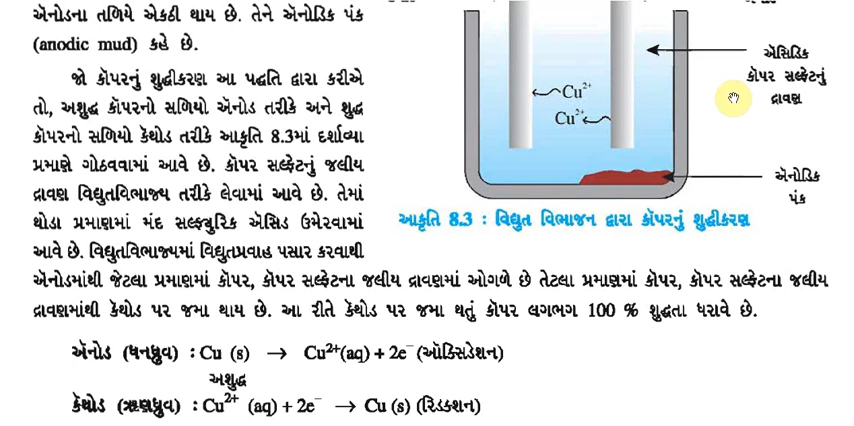 ઍનોડના તળિયે એકઠી થાય છે. તેને ઍનોડિક પંક
(anodic mud) કહે છે.
જો કૉપરનું શુદ્ધીકરણ આ પદ્ધતિ દ્વારા કરીએ
તો, અશુદ્ધ કૉપરનો સળિયો ઍનોડ તરીકે અને શુદ્ધ
કૉપરનો સળિયો કૅથોડ તરીકે આકૃતિ 8.3માં દર્શાવ્યા
પ્રમાણે ગોઠવવામાં આવે છે. કૉપર સલ્ફેટનું જલીય
દ્રાવણ વિદ્યુતવિભાજ્ય તરીકે લેવામાં આવે છે. તેમાં
થોડા પ્રમાણમાં મંદ સલ્ફ્યુરિક ઍસિડ ઉમેરવામાં
આવે છે. વિદ્યુતવિભાજ્યમાં વિદ્યુતપ્રવાહ પસાર કરવાથી
ઍનોડમાંથી જેટલા પ્રમાણમાં કૉપર, કૉપર સલ્ફેટના જલીય દ્રાવણમાં ઓગળે છે તેટલા પ્રમાણમાં કૉપર, કૉપર સલ્ફેટના જલીય
દ્રાવણમાંથી કૅથોડ પર જમા થાય છે. આ રીતે કૅથોડ પર જમા થતું કૉપર લગભગ 100 % શુદ્ધતા ધરાવે છે.
Cu²⁺
Cu²⁺
ઍસિડિક
કૉપર સલ્ફેટનું
દ્રાવણ
ઍનોડિક
પંક
આકૃતિ 8.3 : વિદ્યુત વિભાજન દ્વારા કૉપરનું શુદ્ધીકરણ
ઍનોડ (ધનધ્રુવ) : Cu (s) → Cu²⁺(aq) + 2e⁻ (ઑક્સિડેશન)
અશુદ્ધ
કૅથોડ (ઋણધ્રુવ) : Cu²⁺ (aq) + 2e⁻ → Cu (s) (રિડક્શન)